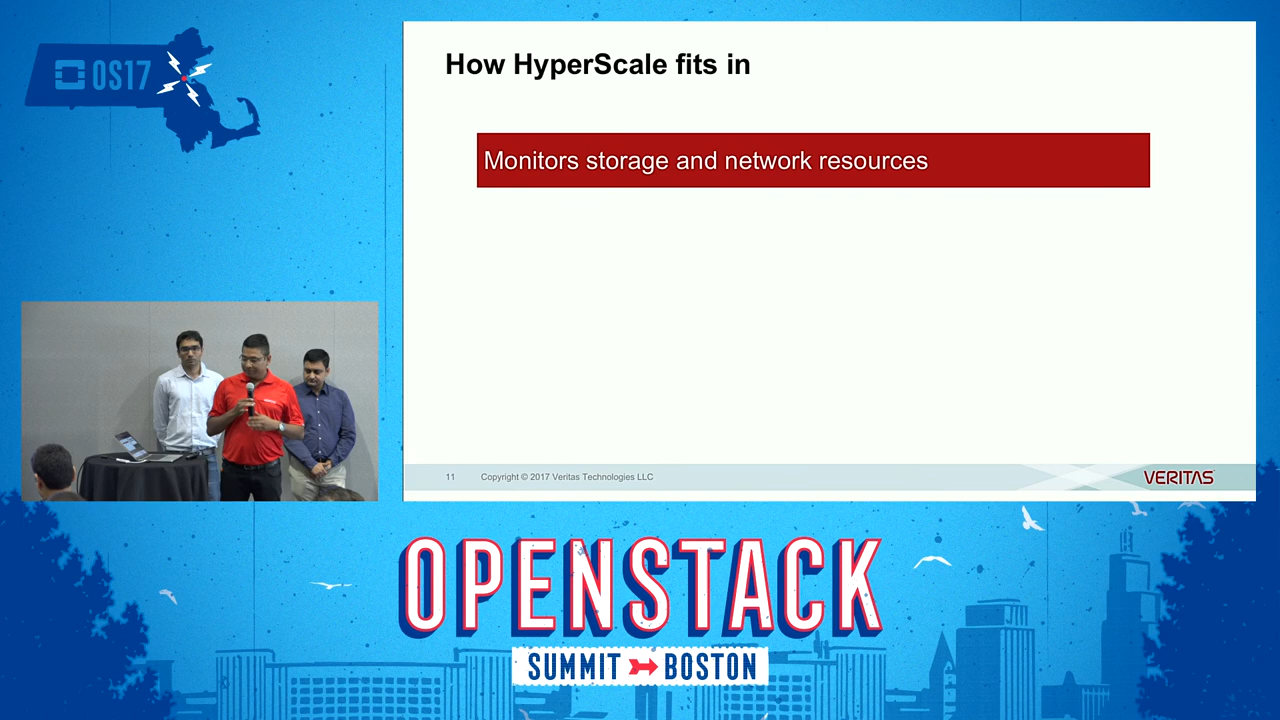 OS17
How HyperScale fits in
Monitors storage and network resources
11 Copyright © 2017 Veritas Technologies LLC
VERITAS
OPENSTACK
SUMMIT BOSTON